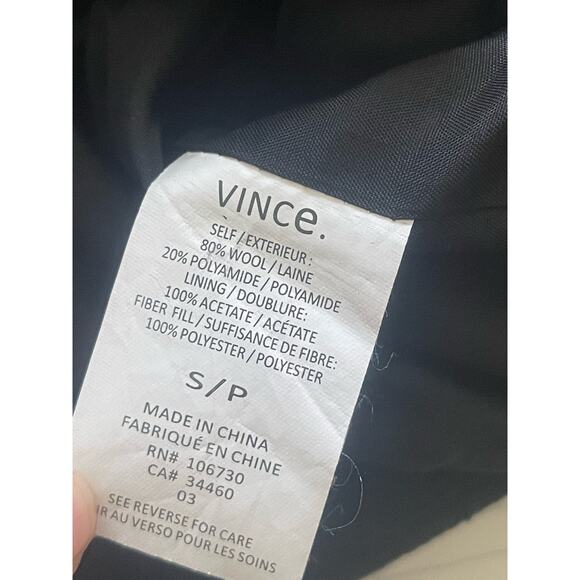 VINCe.
SELF / EXTERIEUR :
80% WOOL / LAINE
20% POLYAMIDE / POLYAMIDE
LINING / DOUBLURE:
100% ACETATE / ACÉTATE
FIBER FILL / SUFFISANCE DE FIBRE:
100% POLYESTER / POLYESTER
S / P
MADE IN CHINA
FABRIQUÉ EN CHINE
RN# 106730
CA# 34460
03
SEE REVERSE FOR CARE
IR AU VERSO POUR LES SOINS